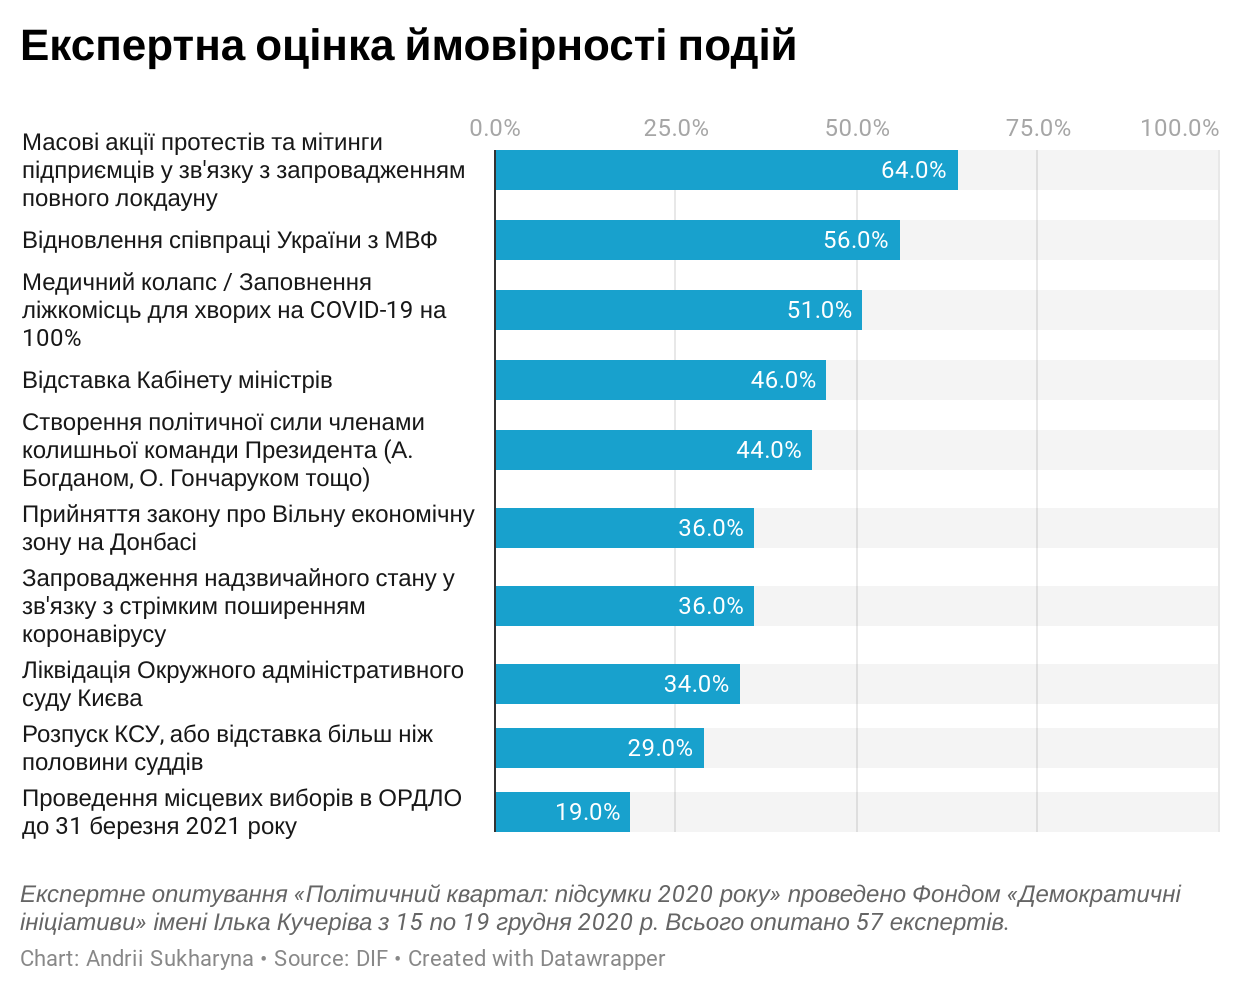 Експертна оцінка ймовірності подій
0.0% 25.0% 50.0% 75.0% 100.0%
Масові акції протестів та мітинги
підприємців у зв'язку з запровадженням
повного локдауну
64.0%
Відновлення співпраці України з МВФ
56.0%
Медичний колапс / Заповнення
ліжкомісць для хворих на COVID-19 на
100%
51.0%
Відставка Кабінету міністрів
46.0%
Створення політичної сили членами
колишньої команди Президента (А.
Богданом, О. Гончаруком тощо)
44.0%
Прийняття закону про Вільну економічну
зону на Донбасі
36.0%
Запровадження надзвичайного стану у
зв'язку з стрімким поширенням
коронавірусу
36.0%
Ліквідація Окружного адміністративного
суду Києва
34.0%
Розпуск КСУ, або відставка більш ніж
половини суддів
29.0%
Проведення місцевих виборів в ОРДЛО
до 31 березня 2021 року
19.0%
Експертне опитування «Політичний квартал: підсумки 2020 року» проведено Фондом «Демократичні
ініціативи» імені Ілька Кучеріва з 15 по 19 грудня 2020 р. Всього опитано 57 експертів.
Chart: Andrii Sukharyna • Source: DIF • Created with Datawrapper